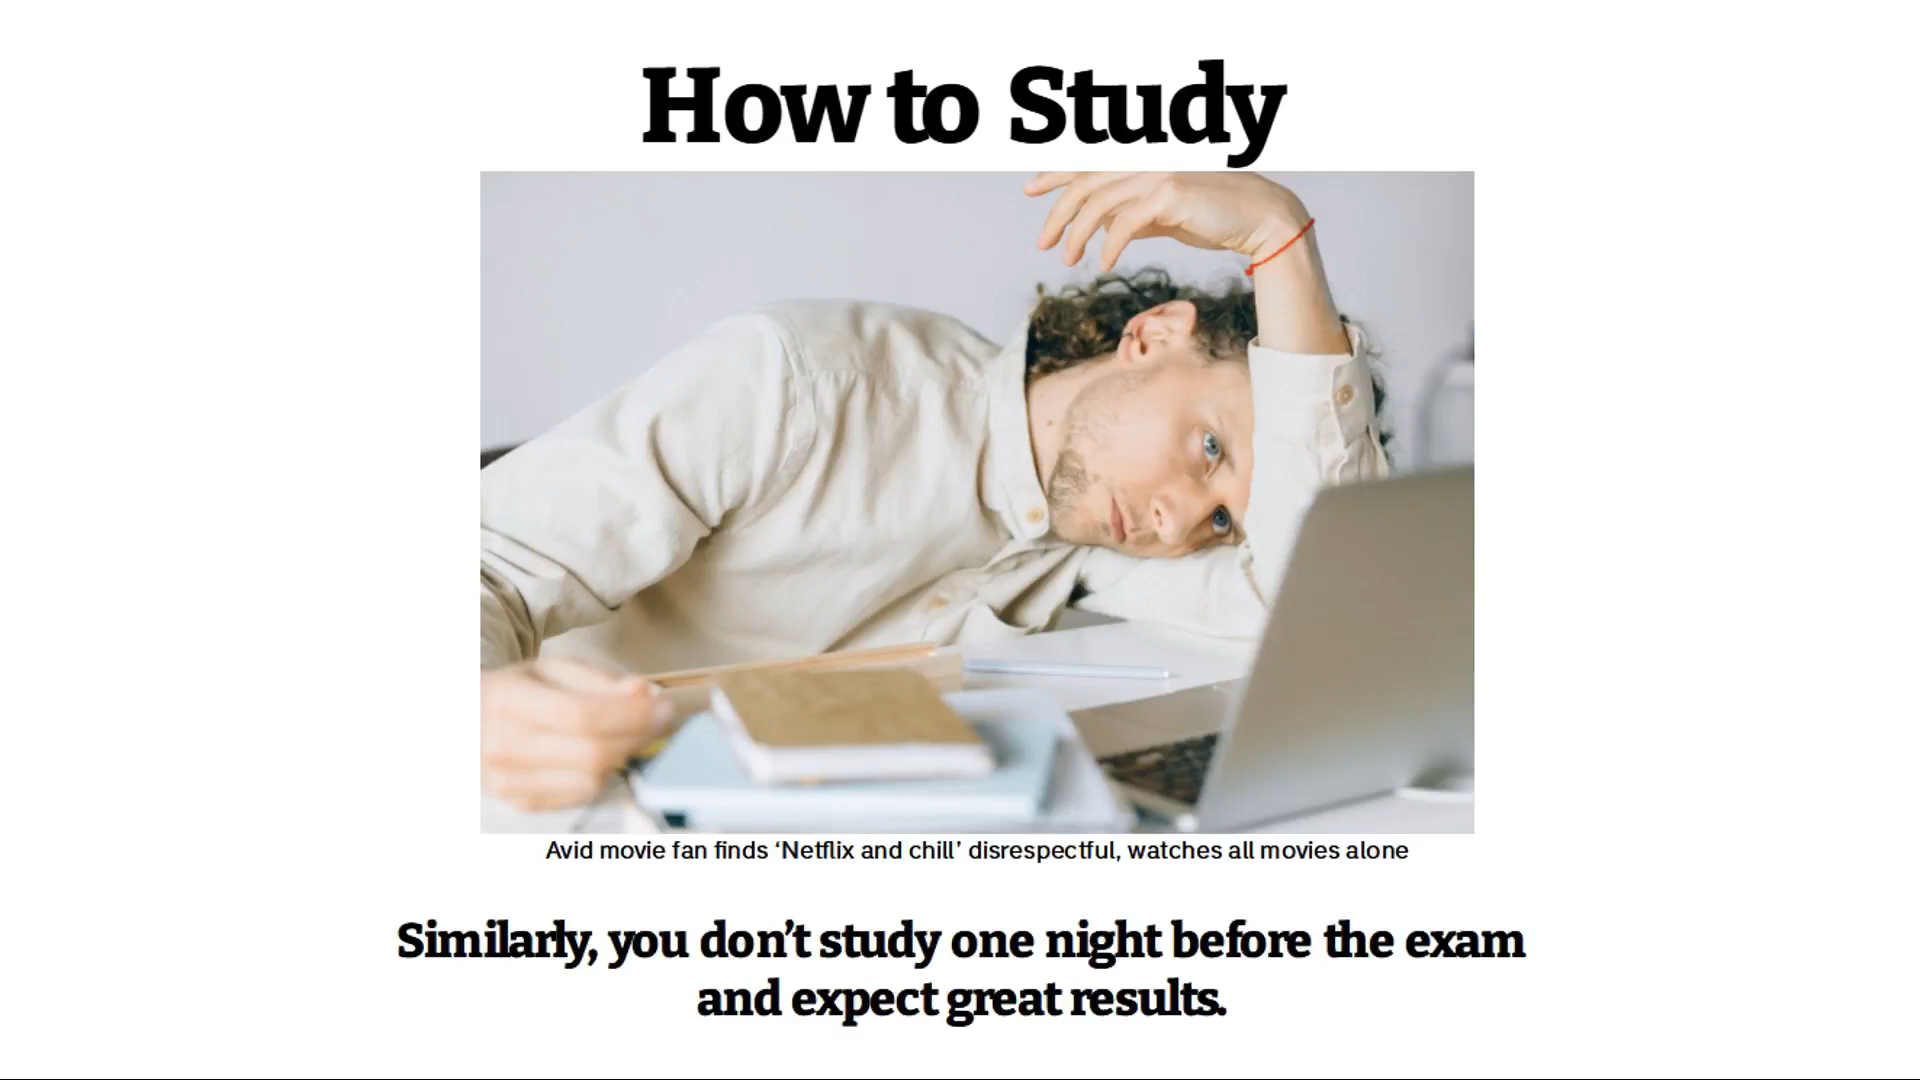 How to Study
Avid movie fan finds ‘Netflix and chill’ disrespectful, watches all movies alone
Similarly, you don’t study one night before the exam
and expect great results.